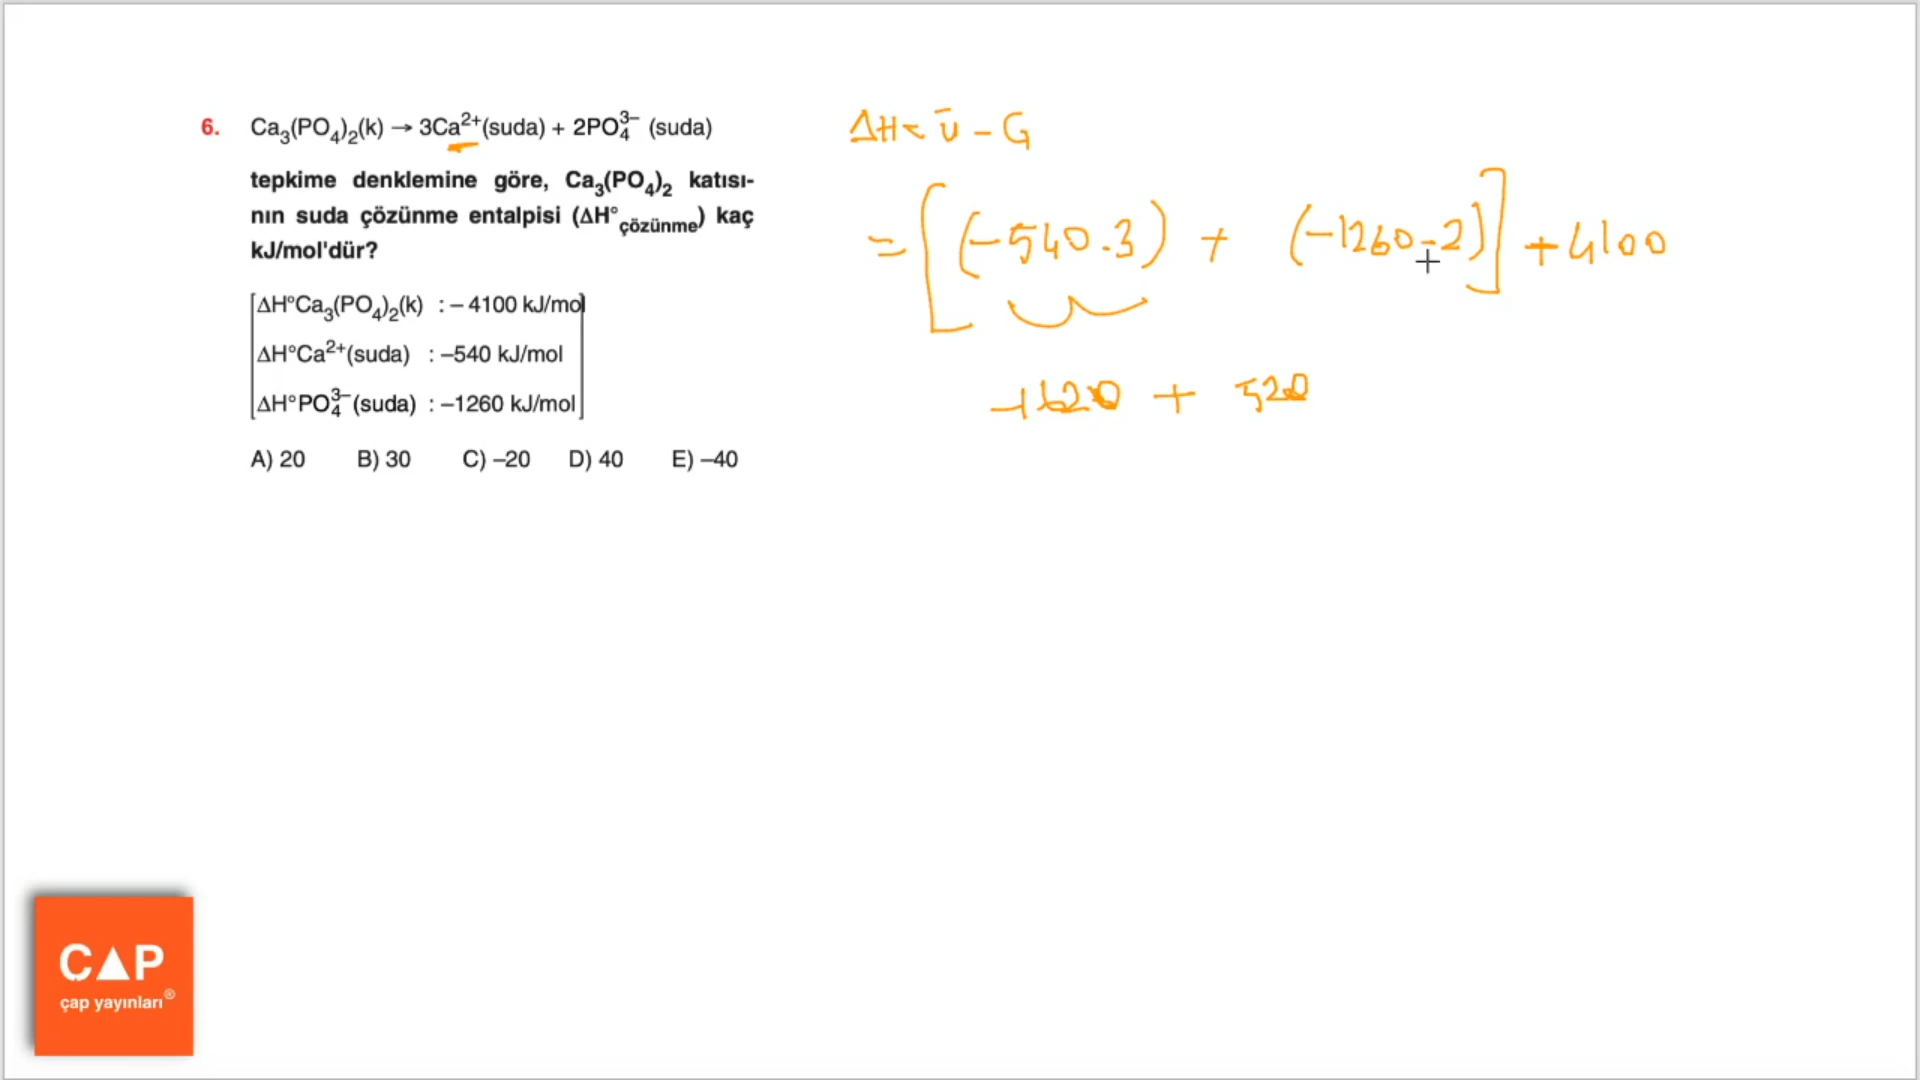 6. Ca₃(PO₄)₂(k) → 3Ca²⁺(suda) + 2PO₄³⁻ (suda)
tepkime denklemine göre, Ca₃(PO₄)₂ katısı-
nın suda çözünme entalpisi (ΔH°çözünme) kaç
kJ/mol'dür?
ΔH°Ca₃(PO₄)₂(k) : – 4100 kJ/mol
ΔH°Ca²⁺(suda) : –540 kJ/mol
ΔH°PO₄³⁻(suda) : –1260 kJ/mol
A) 20 B) 30 C) –20 D) 40 E) –40
ΔH = Ü - G
= [(-540.3) + (-1260.2)] + 4100
-1620 + 520
CAP
çap yayınları®